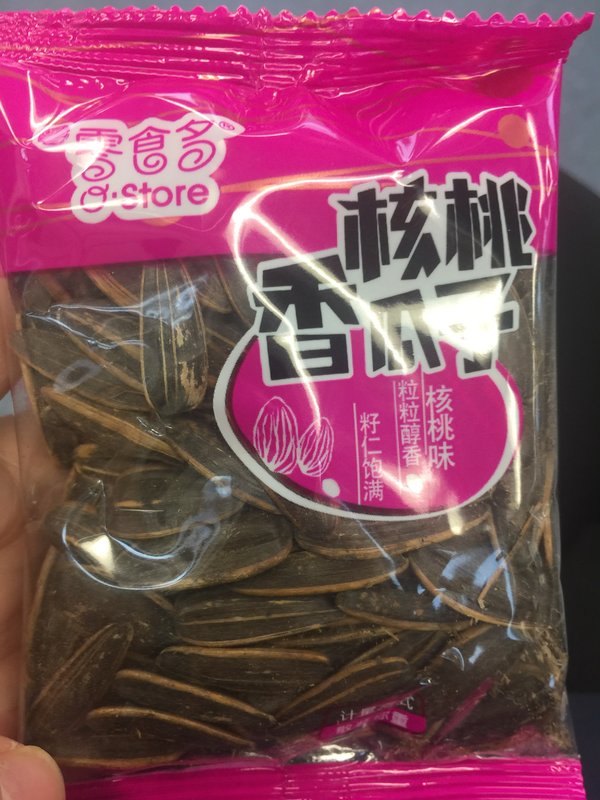 零食多®
O·Store
核桃
香瓜子
核桃味
粒粒醇香
籽仁饱满